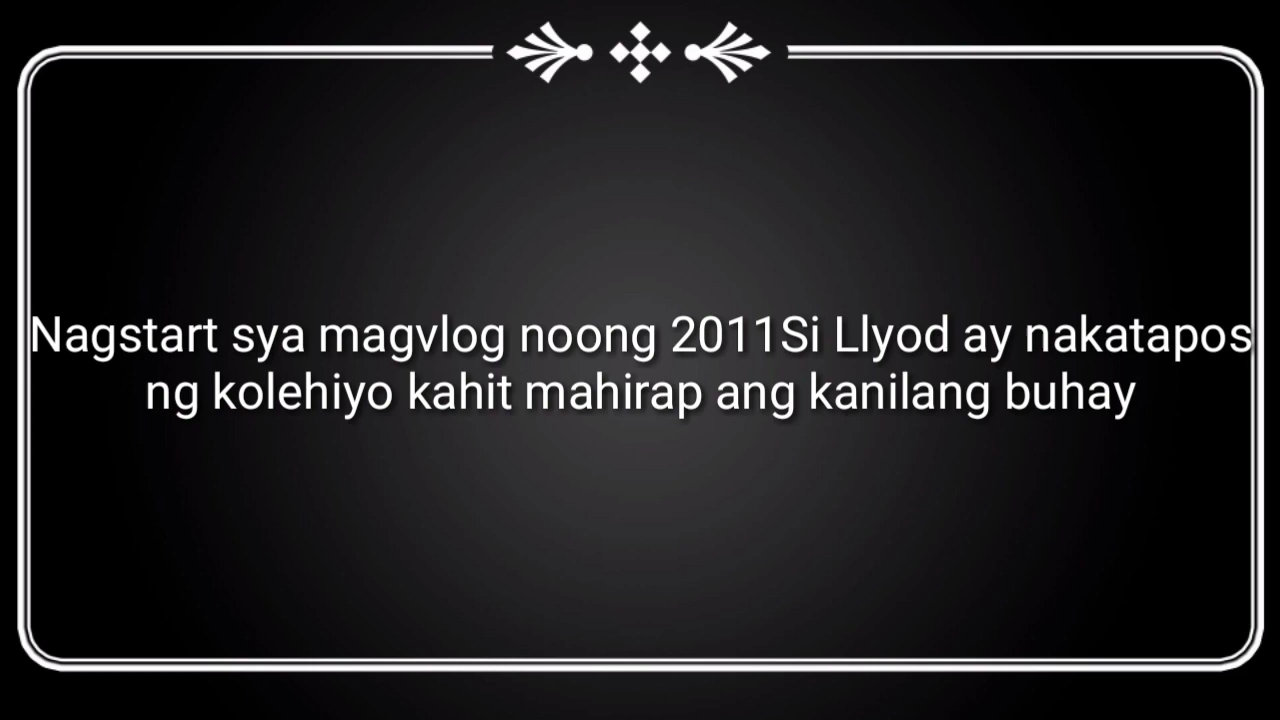 Nagstart sya magvlog noong 2011Si Llyod ay nakatapos
ng kolehiyo kahit mahirap ang kanilang buhay